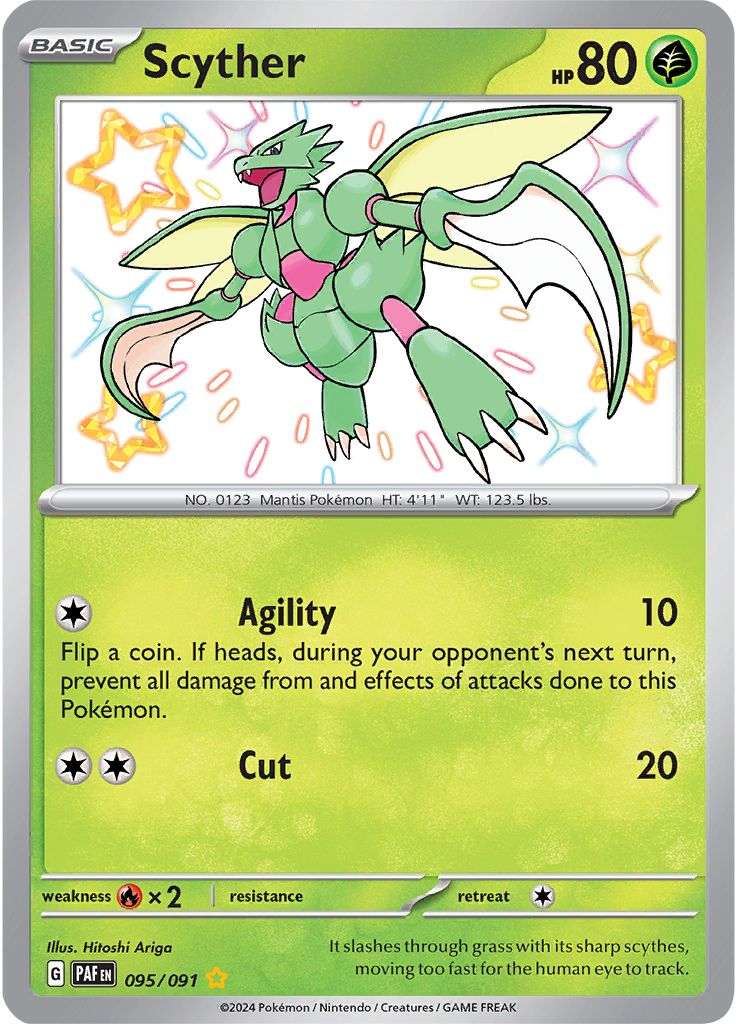 BASIC
Scyther
HP 80
NO. 0123 Mantis Pokémon HT: 4'11" WT: 123.5 lbs.
Agility 10
Flip a coin. If heads, during your opponent's next turn,
prevent all damage from and effects of attacks done to this
Pokémon.
Cut 20
weakness ×2 resistance retreat
Illus. Hitoshi Ariga
It slashes through grass with its sharp scythes,
moving too fast for the human eye to track.
G PAF EN 095/091
©2024 Pokémon / Nintendo / Creatures / GAME FREAK